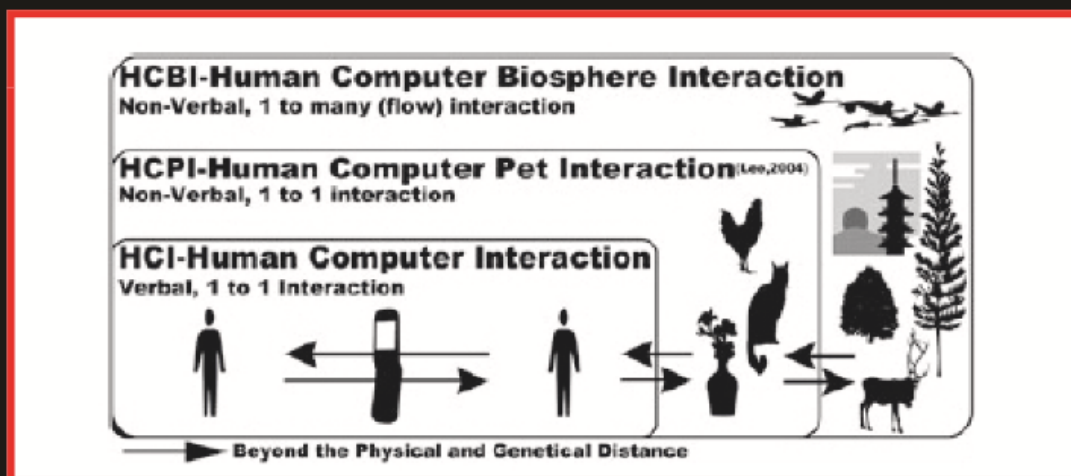 HCBI-Human Computer Biosphere Interaction
Non-Verbal, 1 to many (flow) interaction
HCPI-Human Computer Pet Interaction(Lee,2004)
Non-Verbal, 1 to 1 interaction
HCI-Human Computer Interaction
Verbal, 1 to 1 Interaction
Beyond the Physical and Genetical Distance